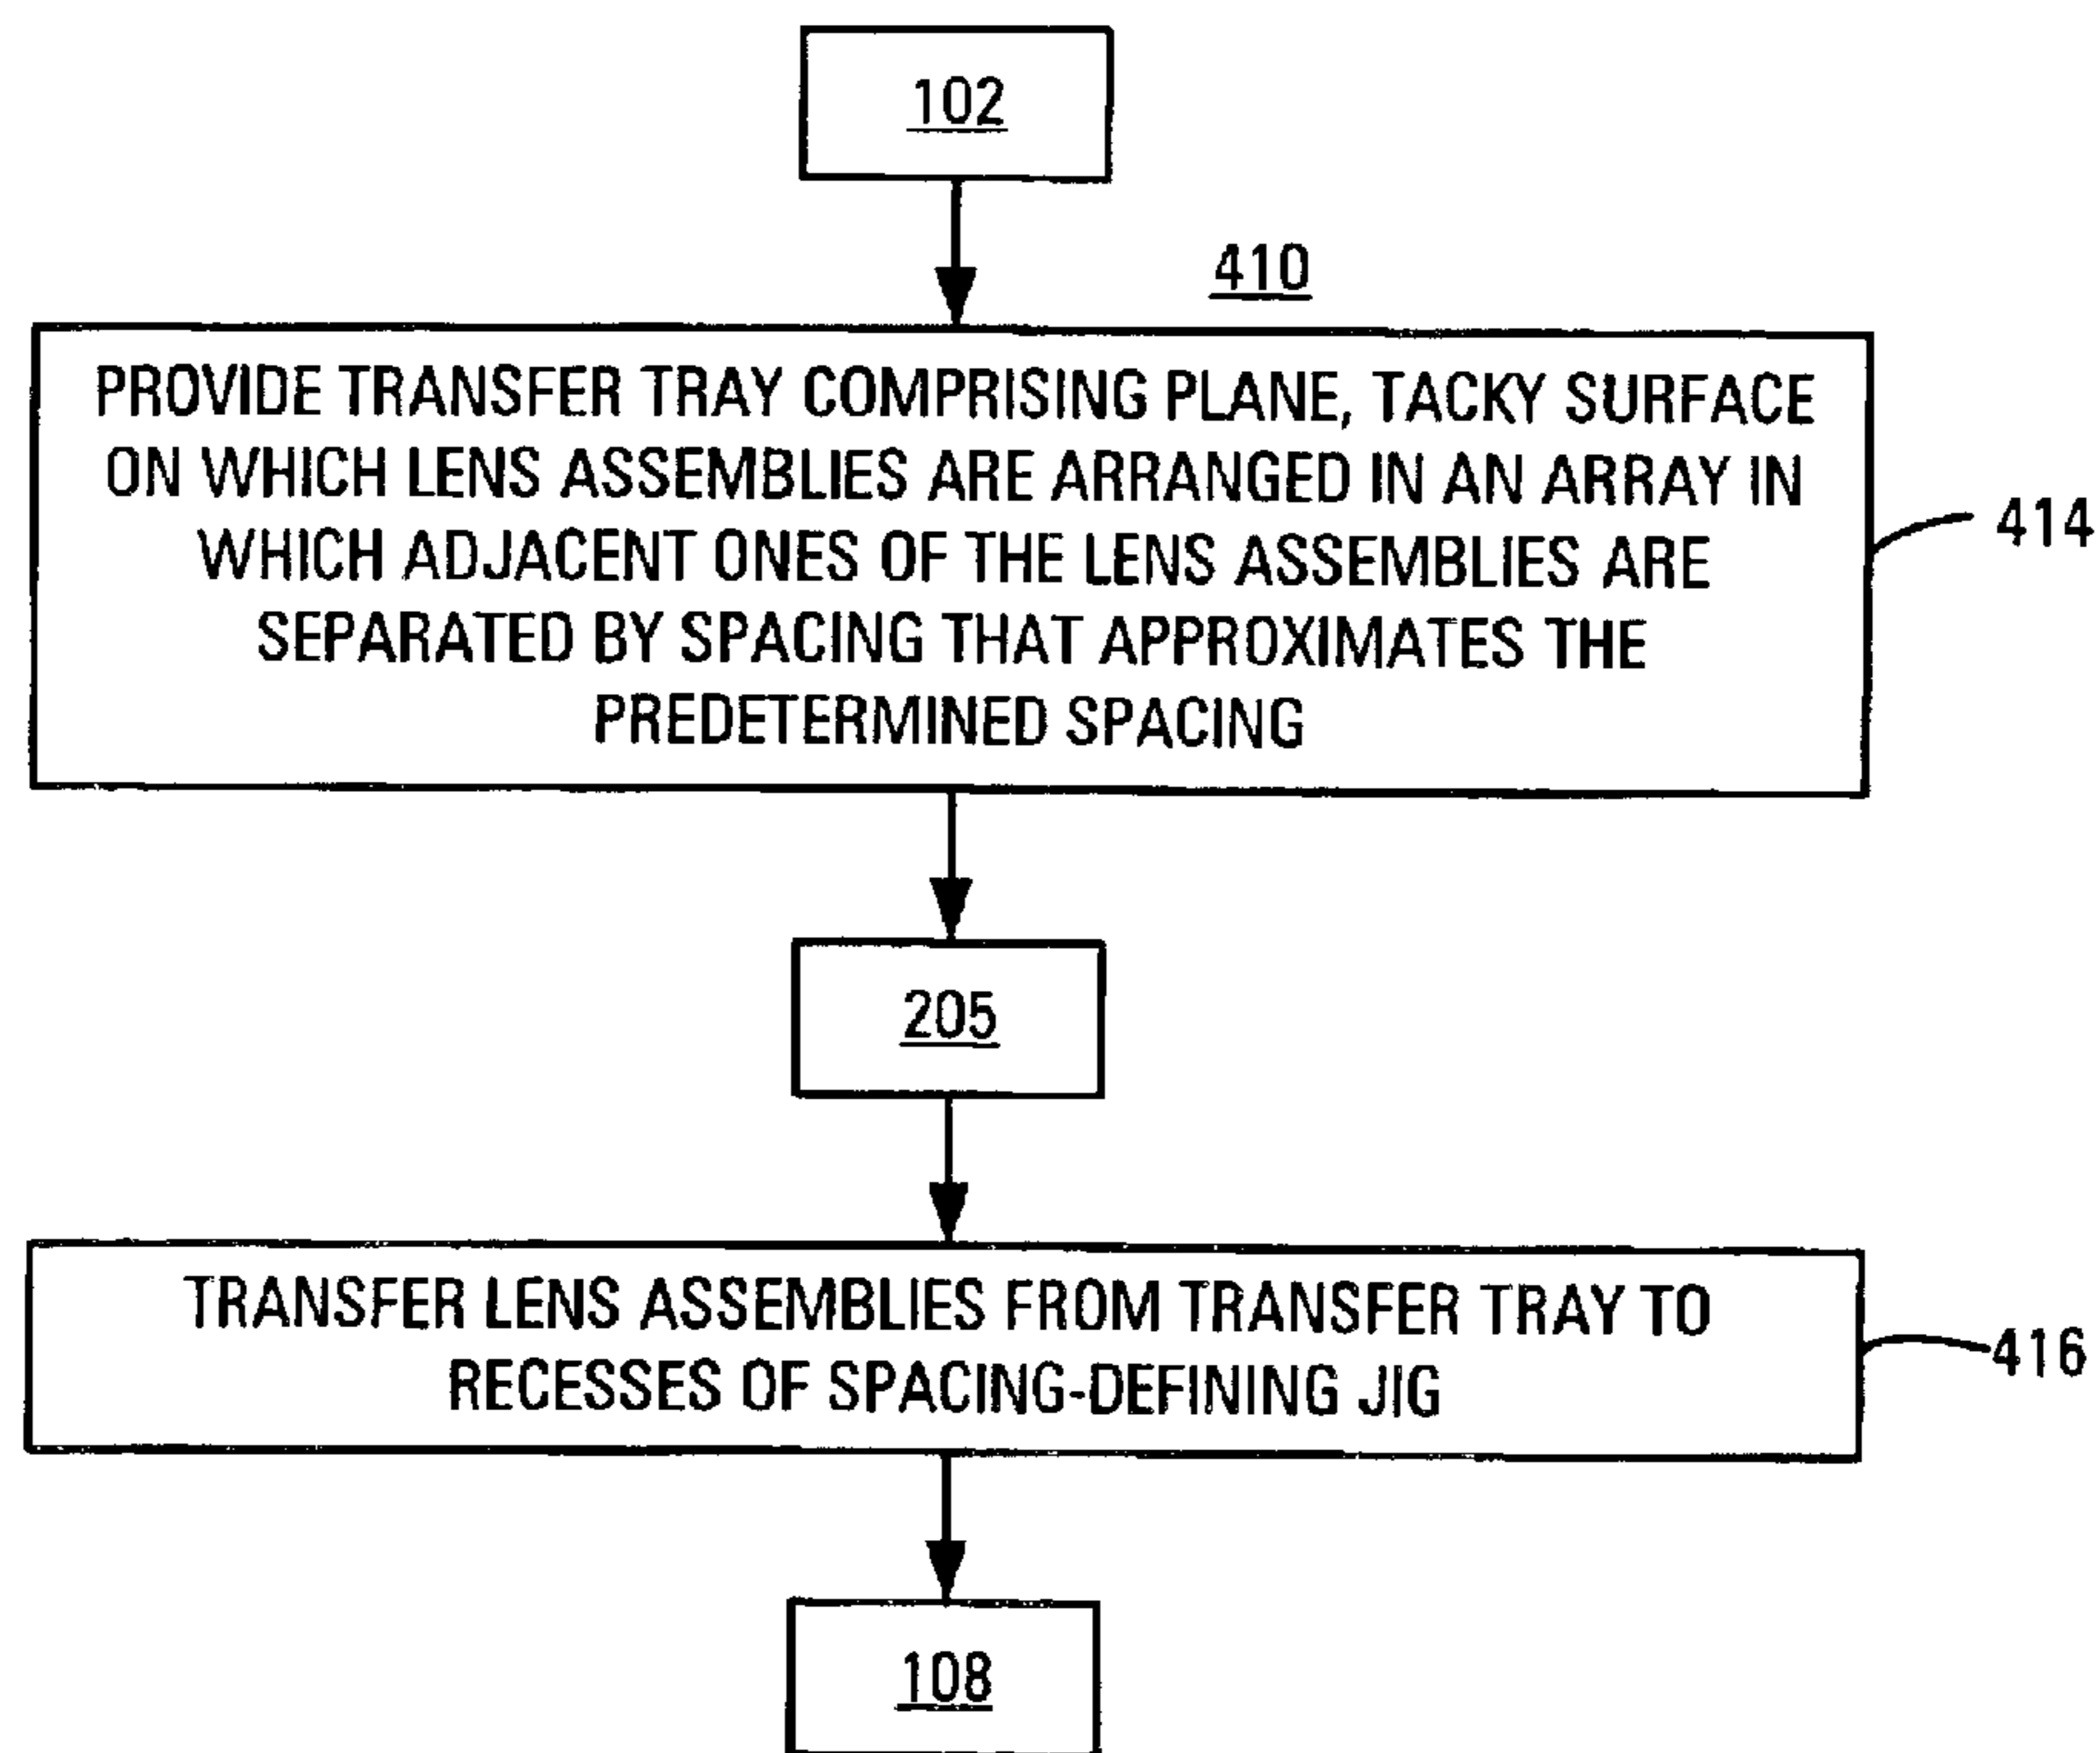 102
410
PROVIDE TRANSFER TRAY COMPRISING PLANE, TACKY SURFACE
ON WHICH LENS ASSEMBLIES ARE ARRANGED IN AN ARRAY IN
WHICH ADJACENT ONES OF THE LENS ASSEMBLIES ARE
SEPARATED BY SPACING THAT APPROXIMATES THE
PREDETERMINED SPACING
414
205
TRANSFER LENS ASSEMBLIES FROM TRANSFER TRAY TO
RECESSES OF SPACING-DEFINING JIG
416
108